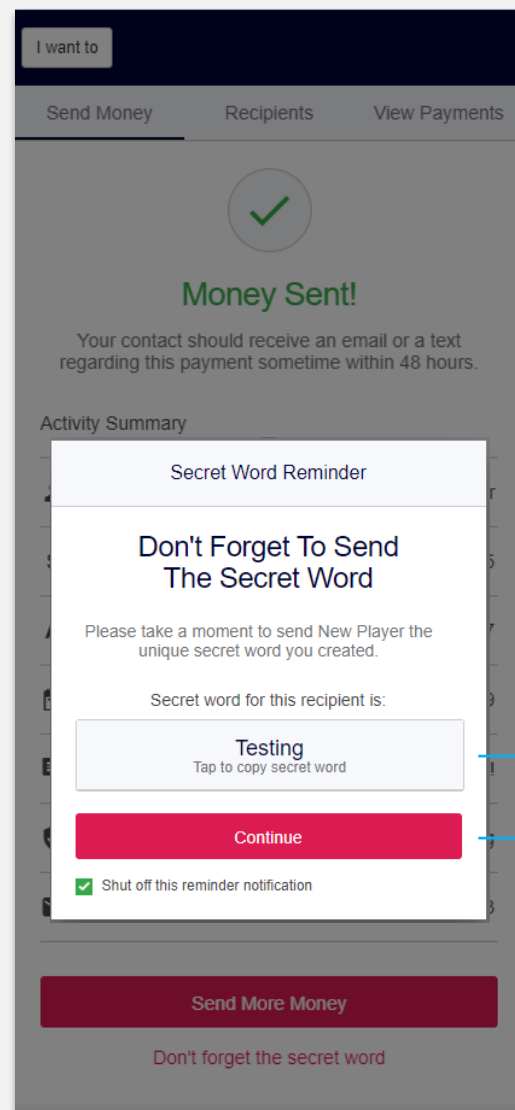 I want to
Send Money
Recipients
View Payments
Money Sent!
Your contact should receive an email or a text
regarding this payment sometime within 48 hours.
Activity Summary
Secret Word Reminder
Don't Forget To Send
The Secret Word
Please take a moment to send New Player the
unique secret word you created.
Secret word for this recipient is:
Testing
Tap to copy secret word
Continue
Shut off this reminder notification
Send More Money
Don't forget the secret word